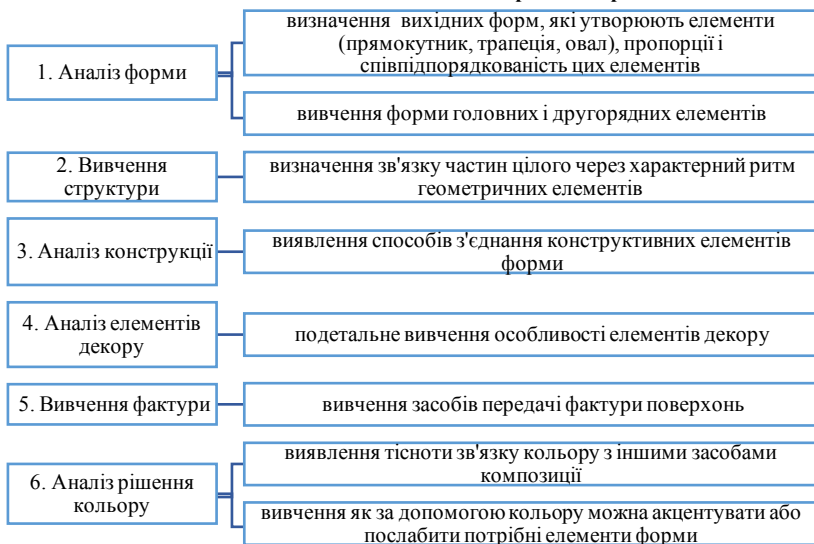 1. Аналіз форми
визначення вихідних форм, які утворюють елементи
(прямокутник, трапеція, овал), пропорції і
співпідпорядкованість цих елементів
вивчення форми головних і другорядних елементів
2. Вивчення
структури
визначення зв'язку частин цілого через характерний ритм
геометричних елементів
3. Аналіз конструкції
виявлення способів з'єднання конструктивних елементів
форми
4. Аналіз елементів
декору
подетальне вивчення особливості елементів декору
5. Вивчення фактури
вивчення засобів передачі фактури поверхонь
6. Аналіз рішення
кольору
виявлення тісноти зв'язку кольору з іншими засобами
композиції
вивчення як за допомогою кольору можна акцентувати або
послабити потрібні елементи форми